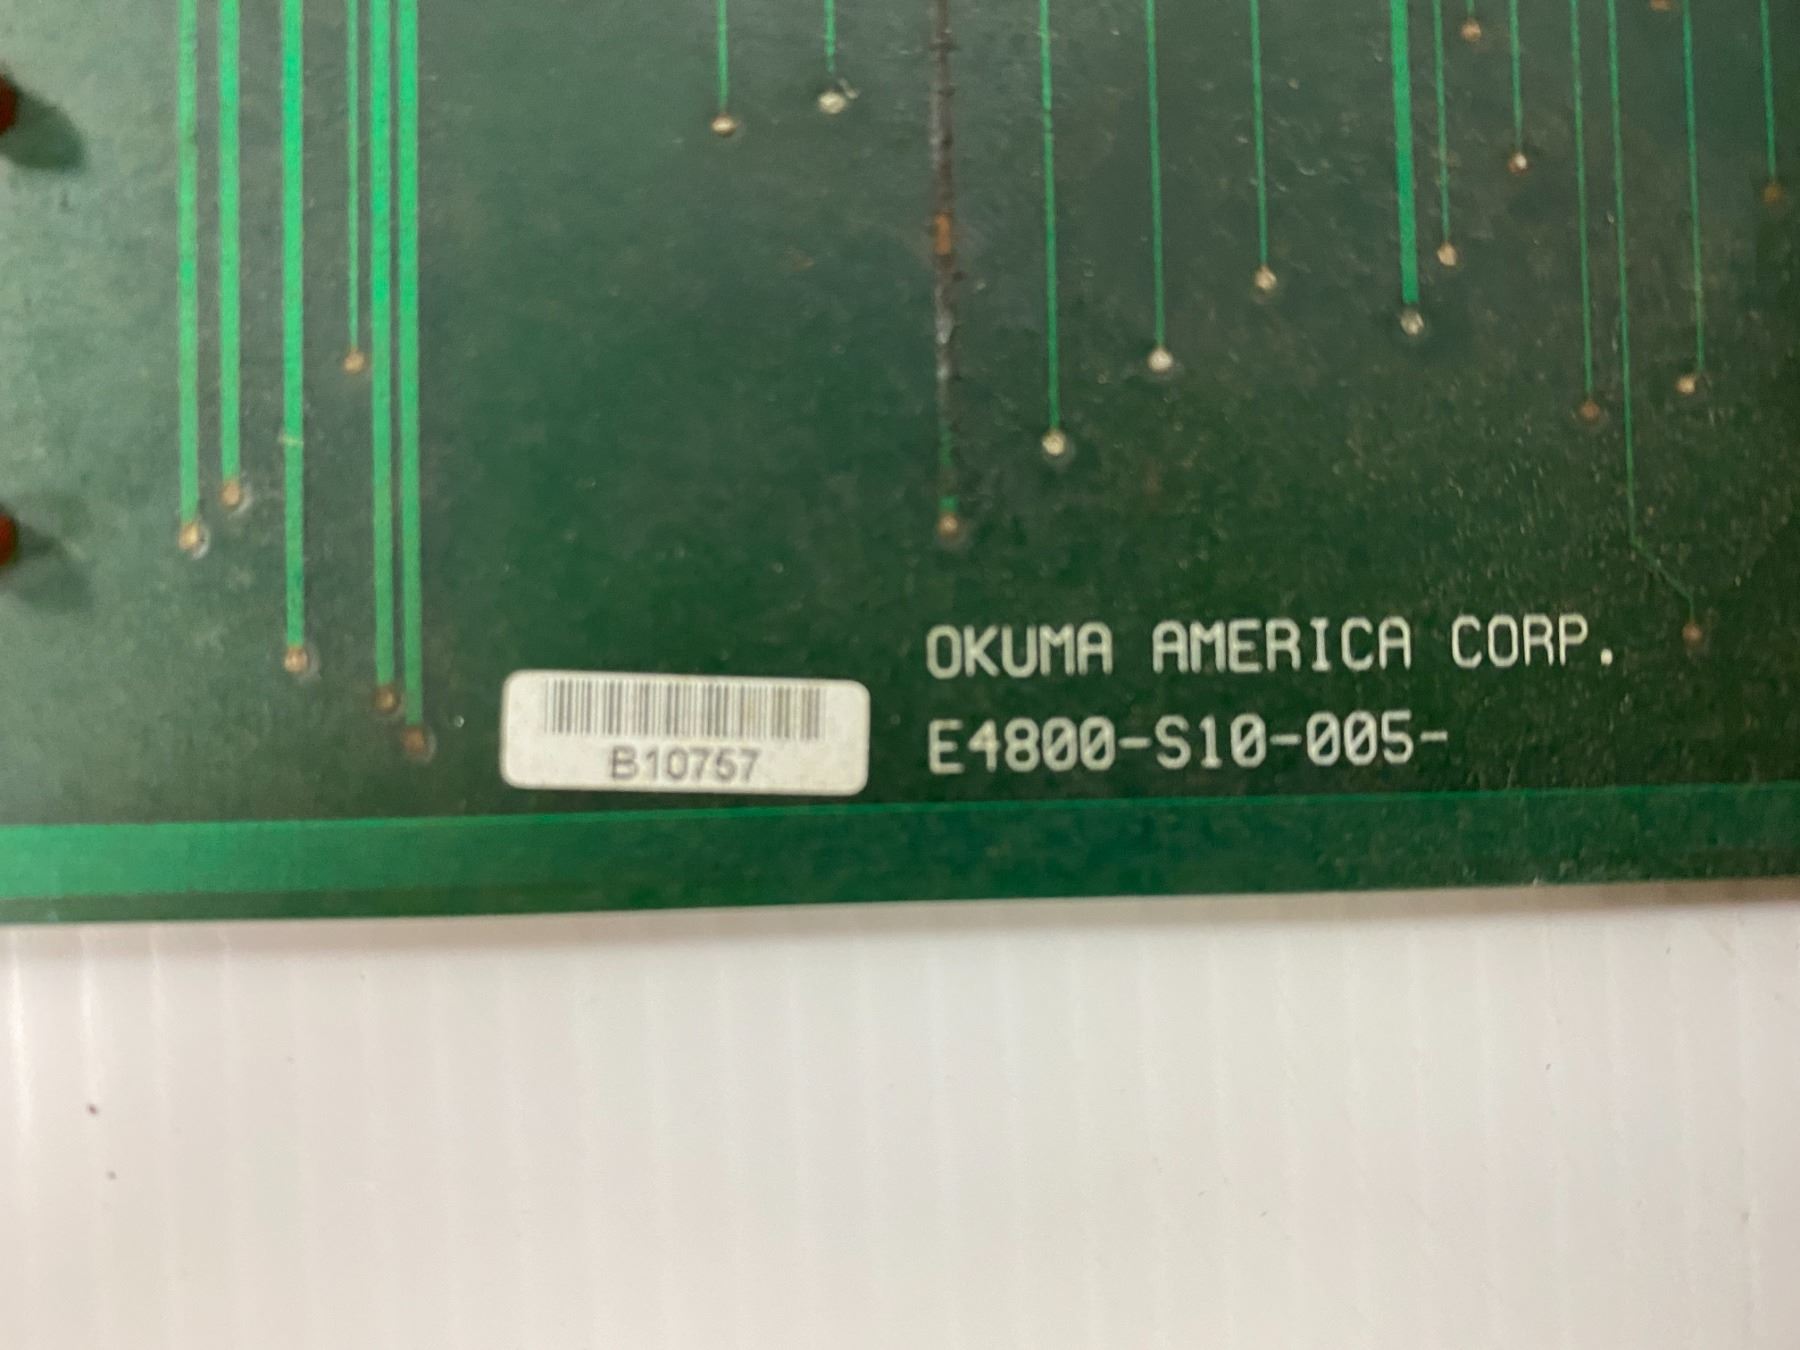 OKUMA AMERICA CORP.
E4800-S10-005-
B10757